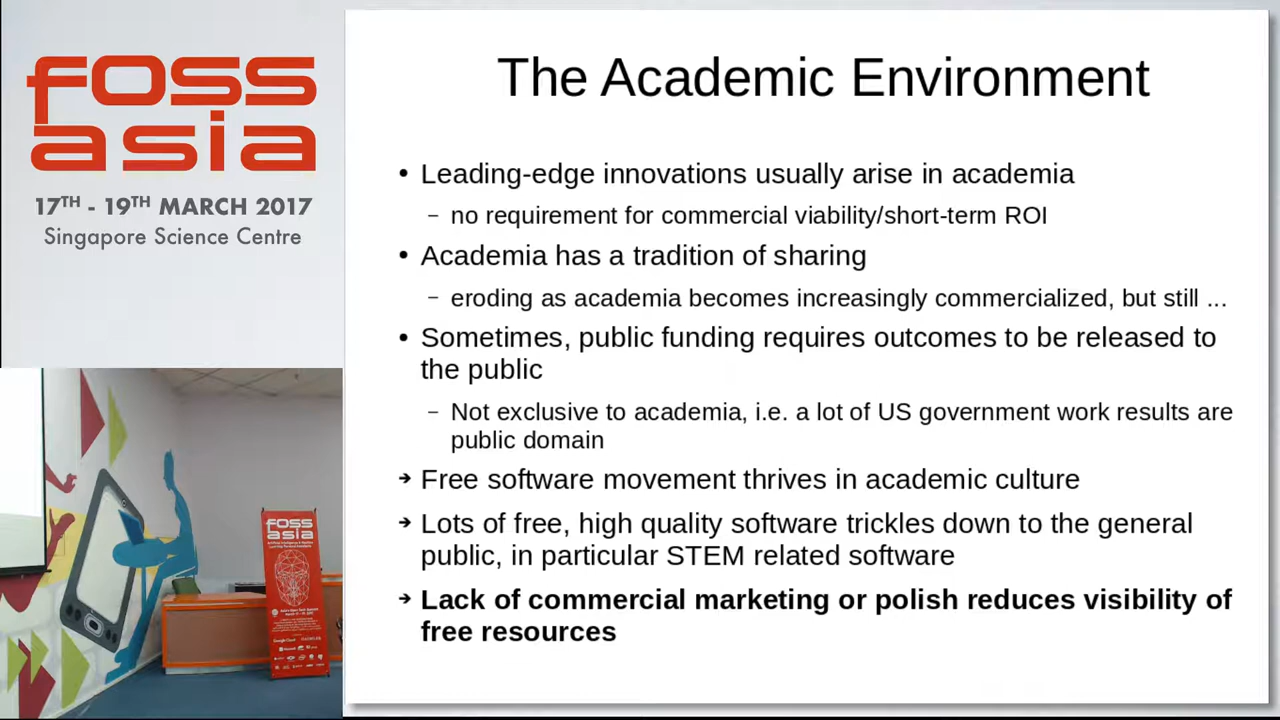 foss
asia
17TH - 19TH MARCH 2017
Singapore Science Centre
The Academic Environment
• Leading-edge innovations usually arise in academia
– no requirement for commercial viability/short-term ROI
• Academia has a tradition of sharing
– eroding as academia becomes increasingly commercialized, but still ...
• Sometimes, public funding requires outcomes to be released to
the public
– Not exclusive to academia, i.e. a lot of US government work results are
public domain
➔ Free software movement thrives in academic culture
➔ Lots of free, high quality software trickles down to the general
public, in particular STEM related software
➔ Lack of commercial marketing or polish reduces visibility of
free resources
foss
asia